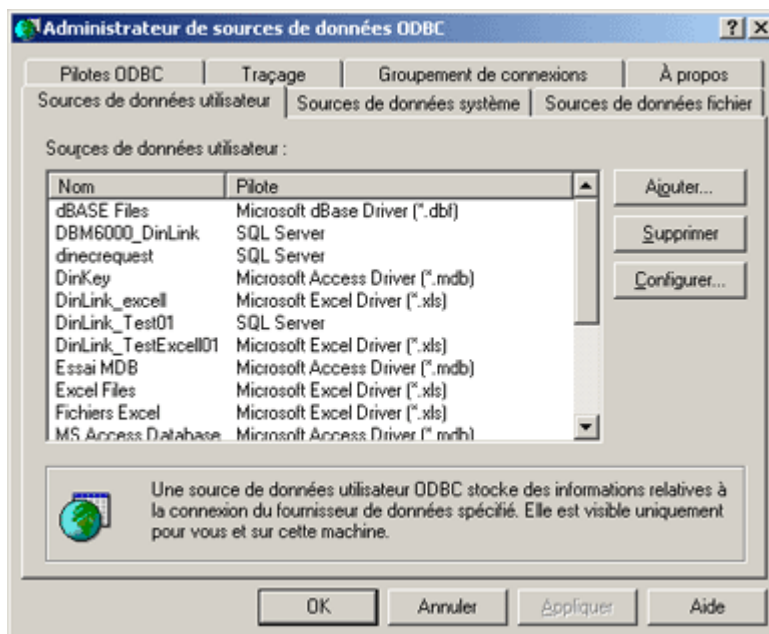 Administrateur de sources de données ODBC
Pilotes ODBC Traçage Groupement de connexions À propos
Sources de données utilisateur Sources de données système Sources de données fichier
Sources de données utilisateur :
Nom Pilote
dBASE Files Microsoft dBase Driver (*.dbf)
DBM6000_DinLink SQL Server
dinecrequest SQL Server
DinKey Microsoft Access Driver (*.mdb)
DinLink_excell Microsoft Excel Driver (*.xls)
DinLink_Test01 SQL Server
DinLink_TestExcell01 Microsoft Excel Driver (*.xls)
Essai MDB Microsoft Access Driver (*.mdb)
Excel Files Microsoft Excel Driver (*.xls)
Fichiers Excel Microsoft Excel Driver (*.xls)
MS Access Database Microsoft Access Driver (*.mdb)
Ajouter...
Supprimer
Configurer...
Une source de données utilisateur ODBC stocke des informations relatives à
la connexion du fournisseur de données spécifié. Elle est visible uniquement
pour vous et sur cette machine.
OK Annuler Appliquer Aide